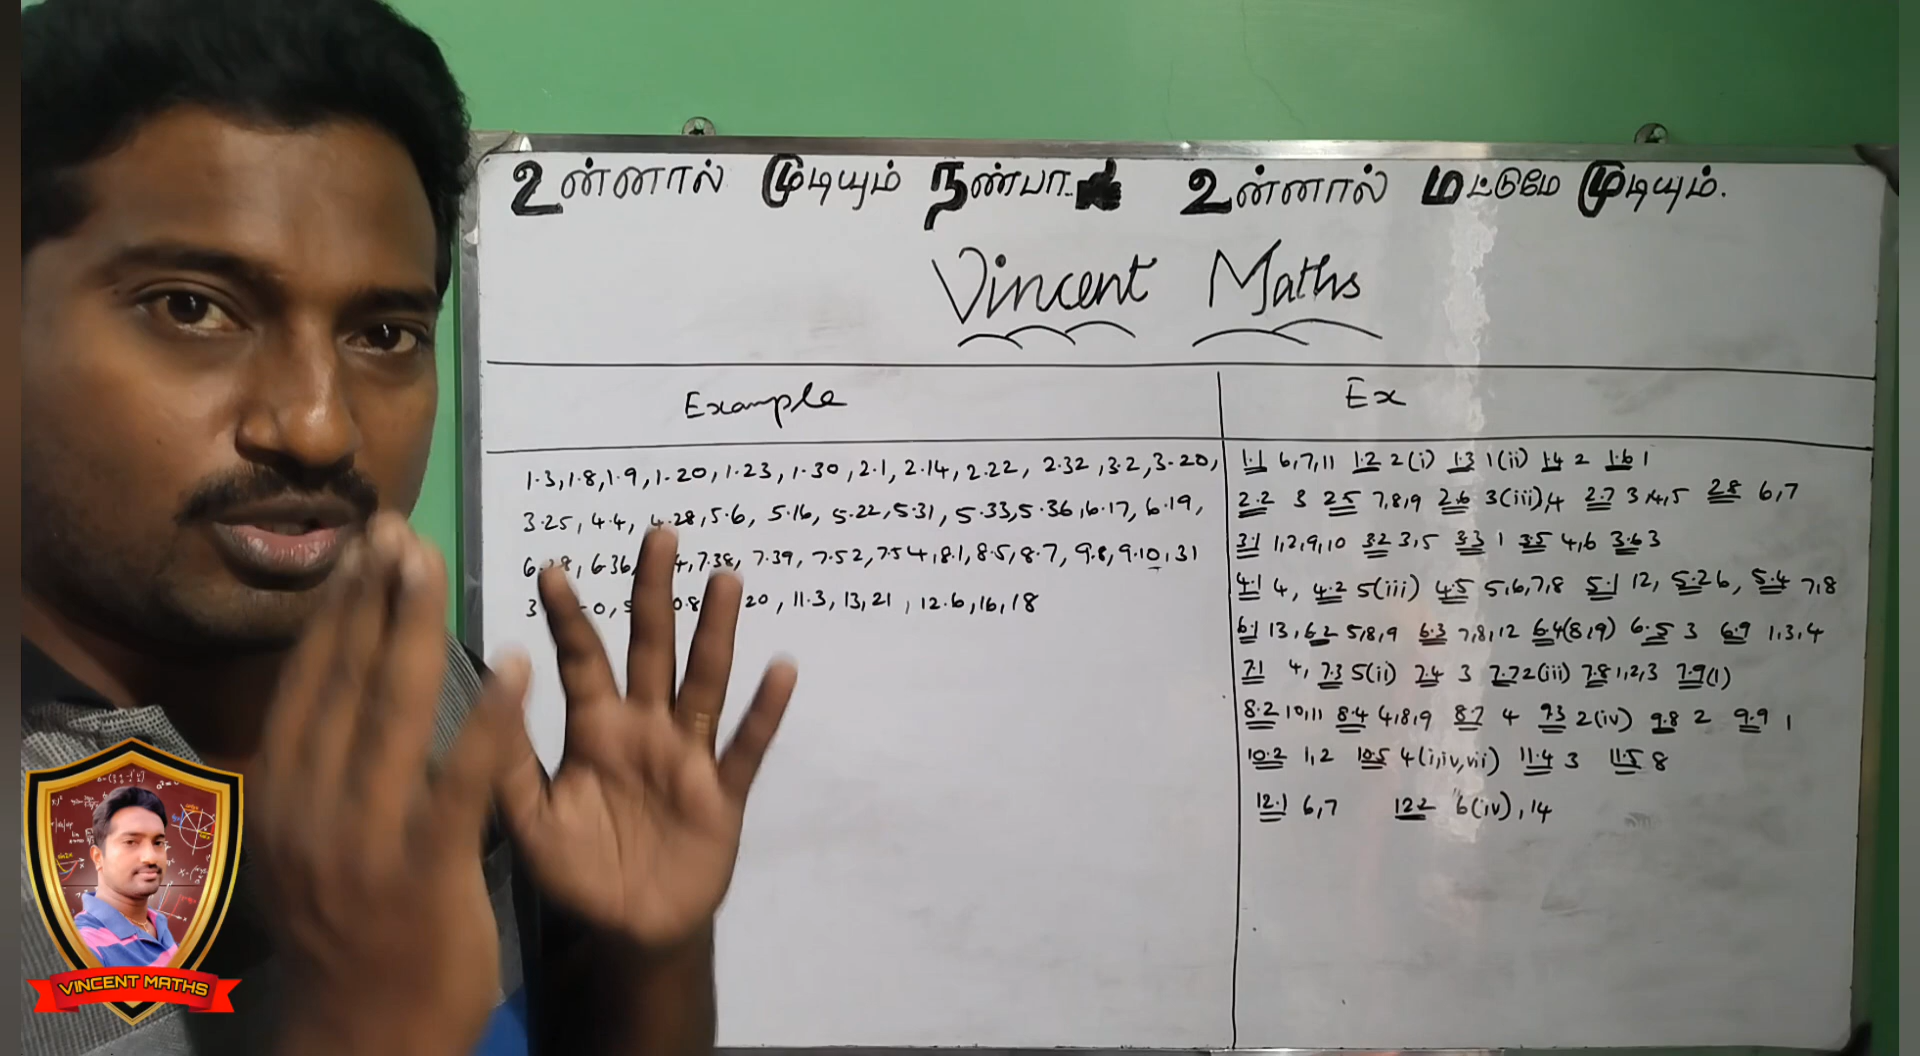 உன்னால் முடியும் நண்பா.. உன்னால் மட்டுமே முடியும்.
Vincent Maths
Example
1.3, 1.8, 1.9, 1.20, 1.23, 1.30, 2.1, 2.14, 2.22, 2.32, 3.2, 3.20,
3.25, 4.4, 4.28, 5.6, 5.16, 5.22, 5.31, 5.33, 5.36, 6.17, 6.19,
6.36, 7.38, 7.39, 7.52, 7.54, 8.1, 8.5, 8.7, 9.8, 9.10, 31
20, 11.3, 13, 21, 12.6, 16, 18
Ex
1.1 6,7,11 1.2 2(i) 1.3 1(ii) 1.4 2 1.6 1
2.2 3 2.5 7,8,9 2.6 3(iii),4 2.7 3,4,5 2.8 6,7
3.1 1,2,9,10 3.2 3,5 3.3 1 3.5 4,6 3.6 3
4.1 4, 4.2 5(iii) 4.5 5,6,7,8 5.1 12, 5.2 6, 5.4 7,8
6.1 13, 6.2 5,8,9 6.3 7,8,12 6.4(8,9) 6.5 3 6.9 1,3,4
7.1 4, 7.3 5(ii) 7.4 3 7.7 2(iii) 7.8 1,2,3 7.9(1)
8.2 10,11 8.4 4,8,9 8.7 4 9.3 2(iv) 9.8 2 9.9 1
10.2 1,2 10.5 4(i,iv,vii) 11.4 3 11.5 8
12.1 6,7 12.2 6(iv),14
VINCENT MATHS